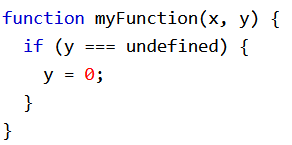 function myFunction(x, y) {
  if (y === undefined) {
    y = 0;
  }
}